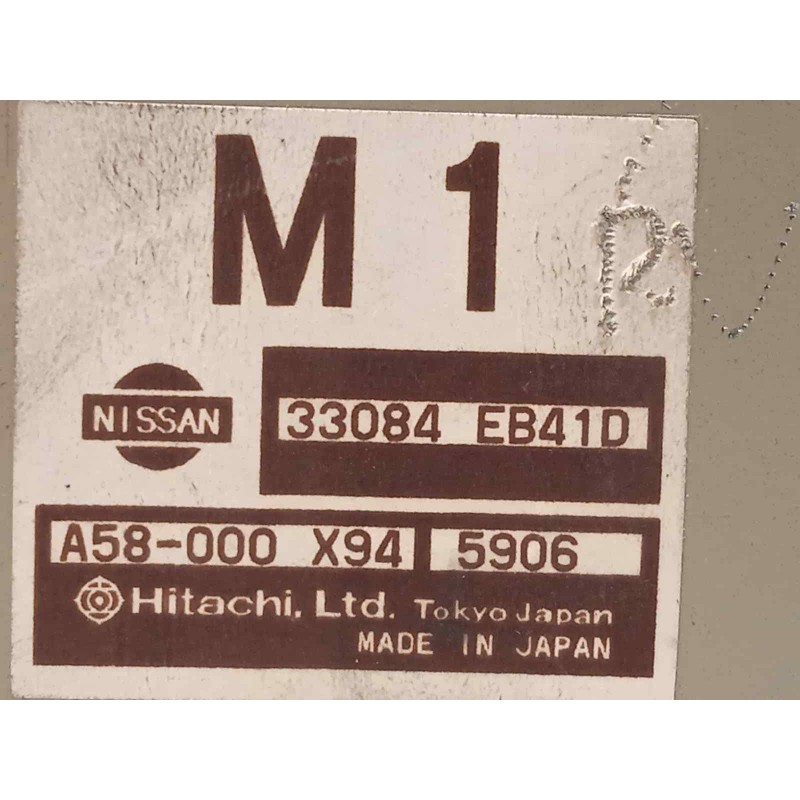 M 1
NISSAN
33084 EB41D
A58-000 X94 5906
Hitachi, Ltd. Tokyo Japan
MADE IN JAPAN